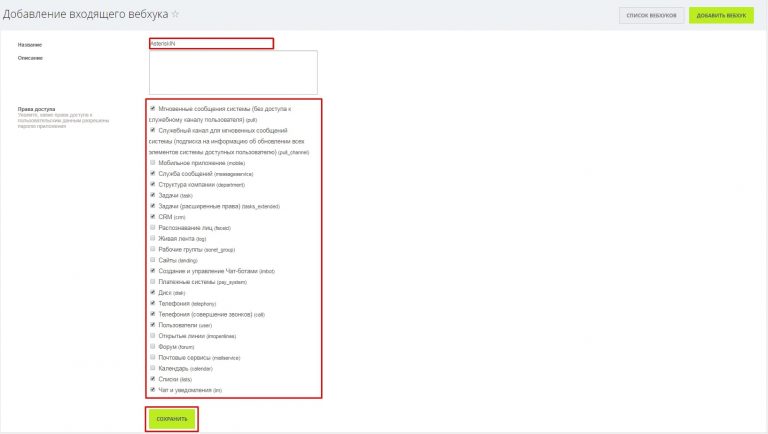 Добавление входящего вебхука
СПИСОК ВЕБХУКОВ
ДОБАВИТЬ ВЕБХУК
Название
AsteriskIN
Описание
Права доступа
Укажите, какие права доступа к
пользовательским данным разрешены
паролю приложения
Мгновенные сообщения системы (без доступа к
служебному каналу пользователя) (pull)
Служебный канал для мгновенных сообщений
системы (подписка на информацию об обновлении всех
элементов системы доступных пользователю) (pull_channel)
Мобильное приложение (mobile)
Служба сообщений (messageservice)
Структура компании (department)
Задачи (task)
Задачи (расширенные права) (tasks_extended)
CRM (crm)
Распознавание лиц (faceid)
Живая лента (log)
Рабочие группы (sonet_group)
Сайты (landing)
Создание и управление Чат-ботами (imbot)
Платежные системы (pay_system)
Диск (disk)
Телефония (telephony)
Телефония (совершение звонков) (call)
Пользователи (user)
Открытые линии (imopenlines)
Форум (forum)
Почтовые сервисы (mailservice)
Календарь (calendar)
Списки (lists)
Чат и уведомления (im)
СОХРАНИТЬ